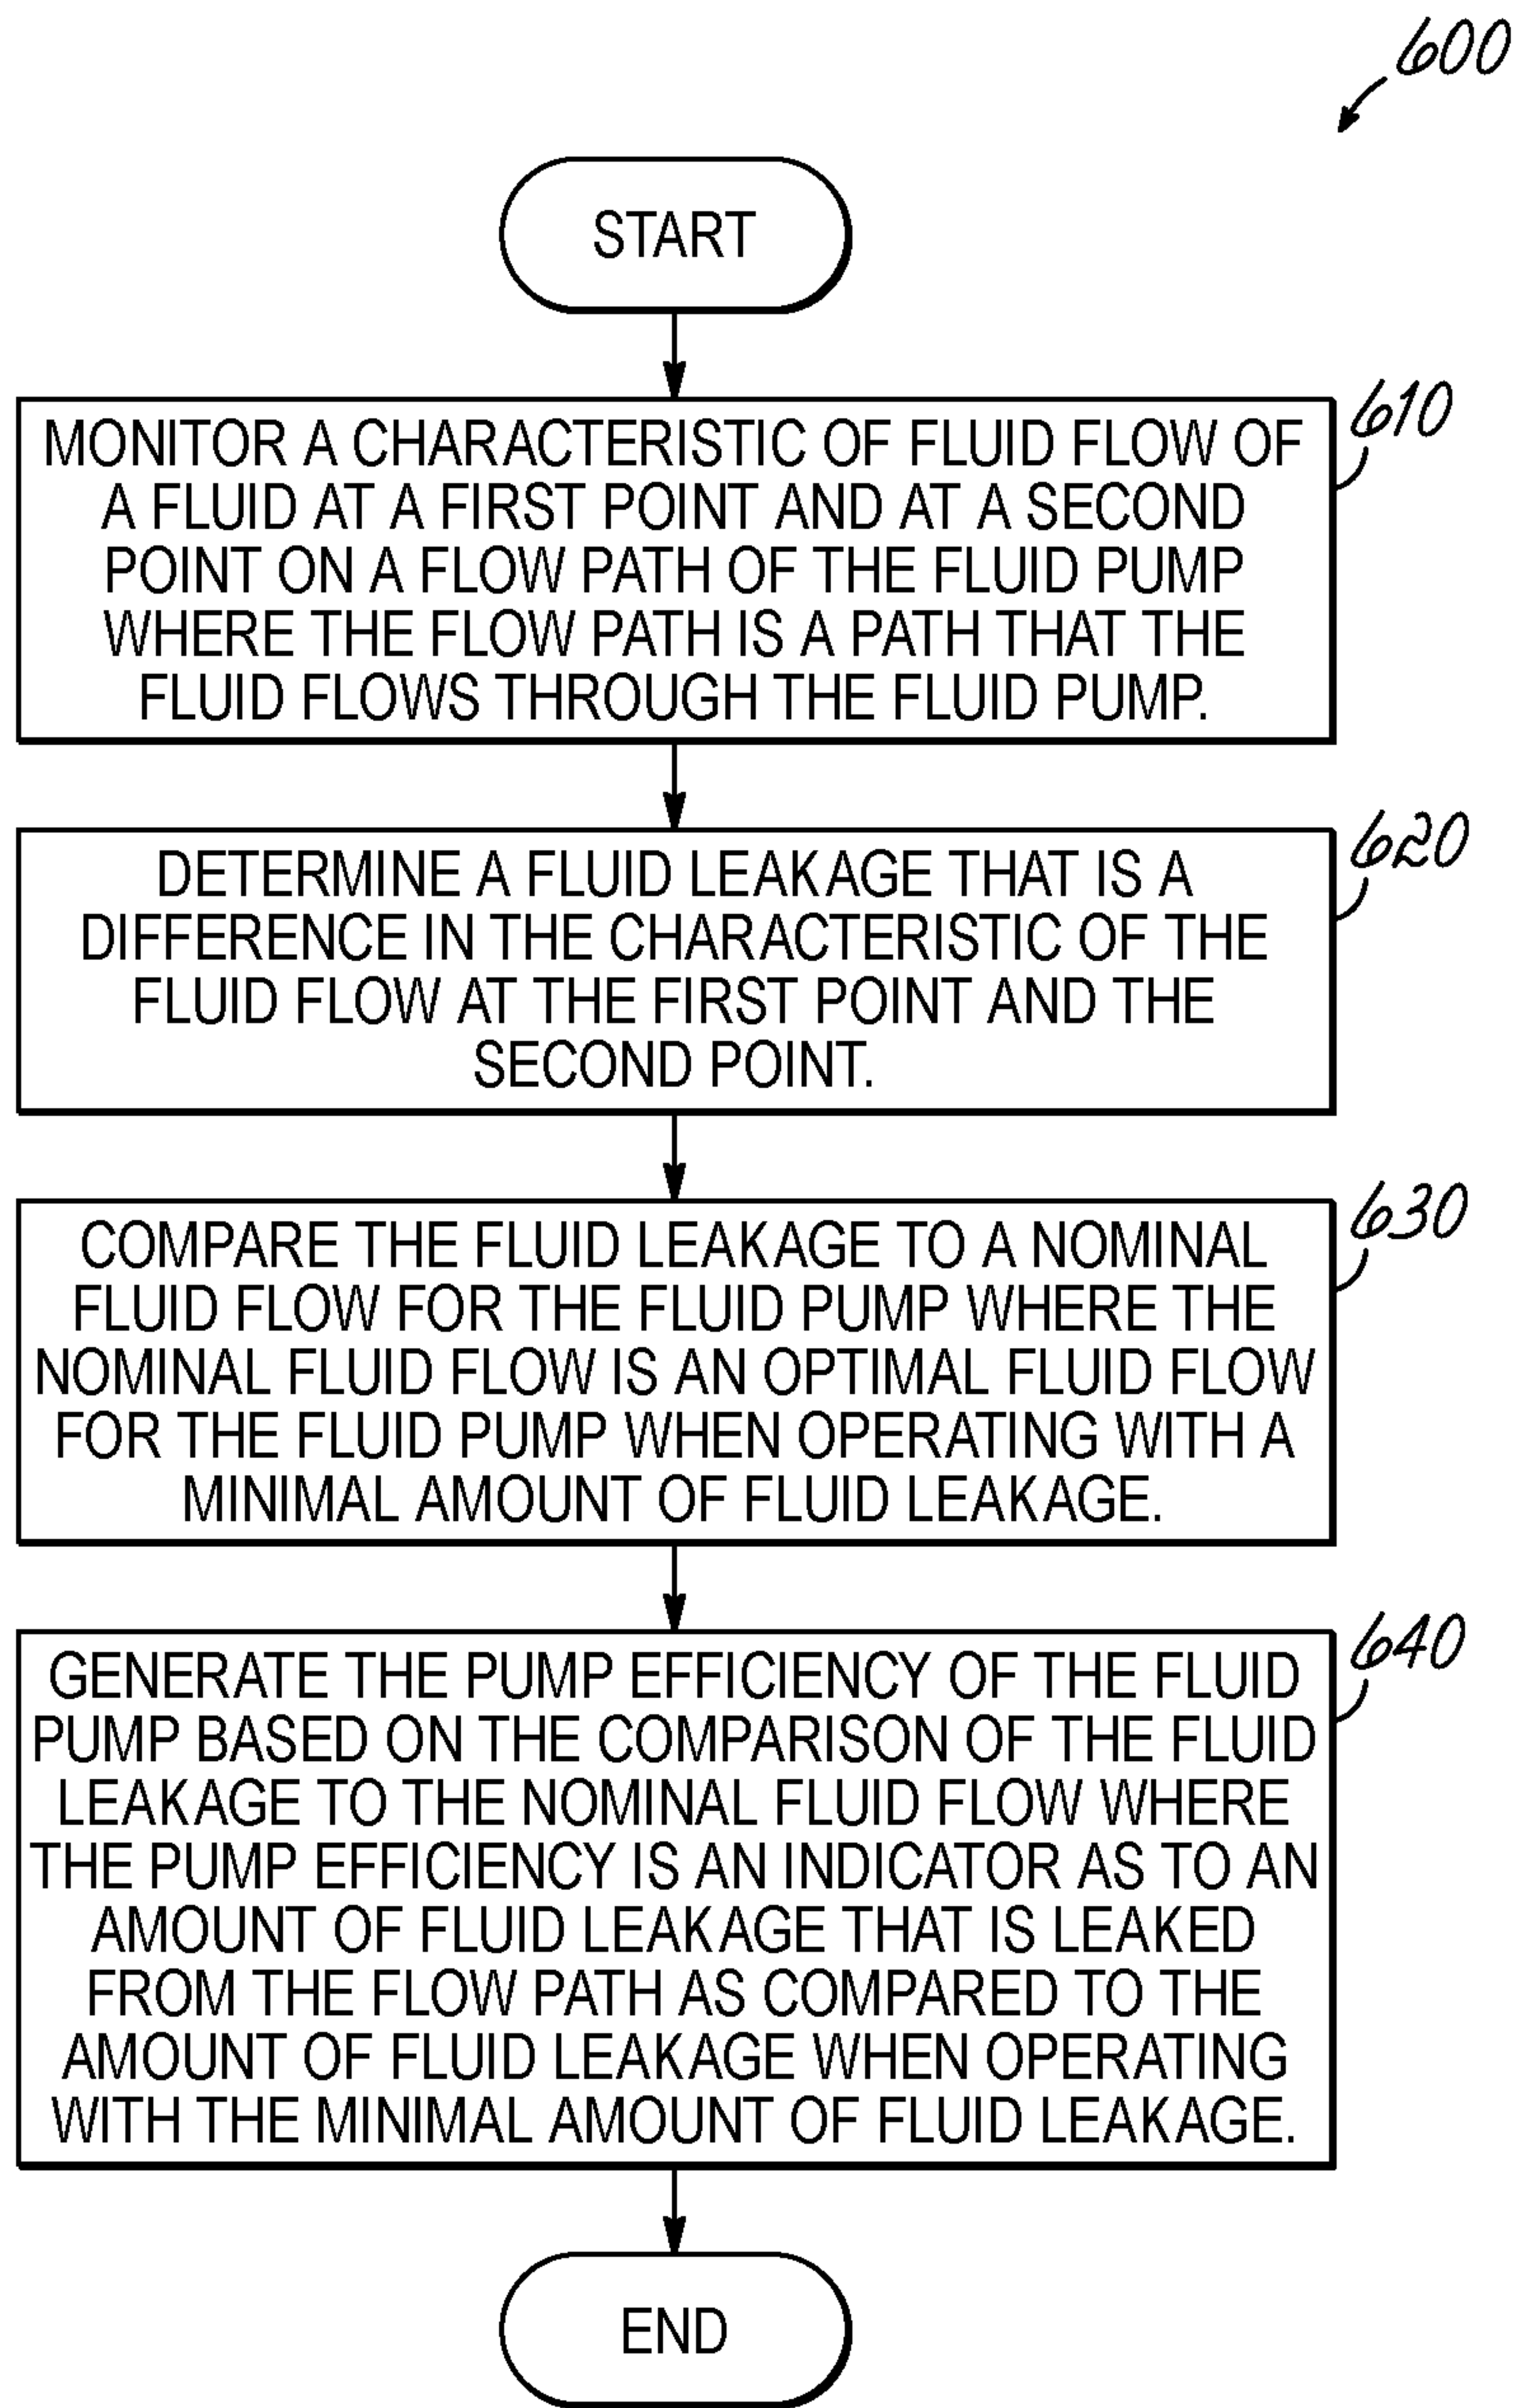 600
START
610
MONITOR A CHARACTERISTIC OF FLUID FLOW OF
A FLUID AT A FIRST POINT AND AT A SECOND
POINT ON A FLOW PATH OF THE FLUID PUMP
WHERE THE FLOW PATH IS A PATH THAT THE
FLUID FLOWS THROUGH THE FLUID PUMP.
620
DETERMINE A FLUID LEAKAGE THAT IS A
DIFFERENCE IN THE CHARACTERISTIC OF THE
FLUID FLOW AT THE FIRST POINT AND THE
SECOND POINT.
630
COMPARE THE FLUID LEAKAGE TO A NOMINAL
FLUID FLOW FOR THE FLUID PUMP WHERE THE
NOMINAL FLUID FLOW IS AN OPTIMAL FLUID FLOW
FOR THE FLUID PUMP WHEN OPERATING WITH A
MINIMAL AMOUNT OF FLUID LEAKAGE.
640
GENERATE THE PUMP EFFICIENCY OF THE FLUID
PUMP BASED ON THE COMPARISON OF THE FLUID
LEAKAGE TO THE NOMINAL FLUID FLOW WHERE
THE PUMP EFFICIENCY IS AN INDICATOR AS TO AN
AMOUNT OF FLUID LEAKAGE THAT IS LEAKED
FROM THE FLOW PATH AS COMPARED TO THE
AMOUNT OF FLUID LEAKAGE WHEN OPERATING
WITH THE MINIMAL AMOUNT OF FLUID LEAKAGE.
END